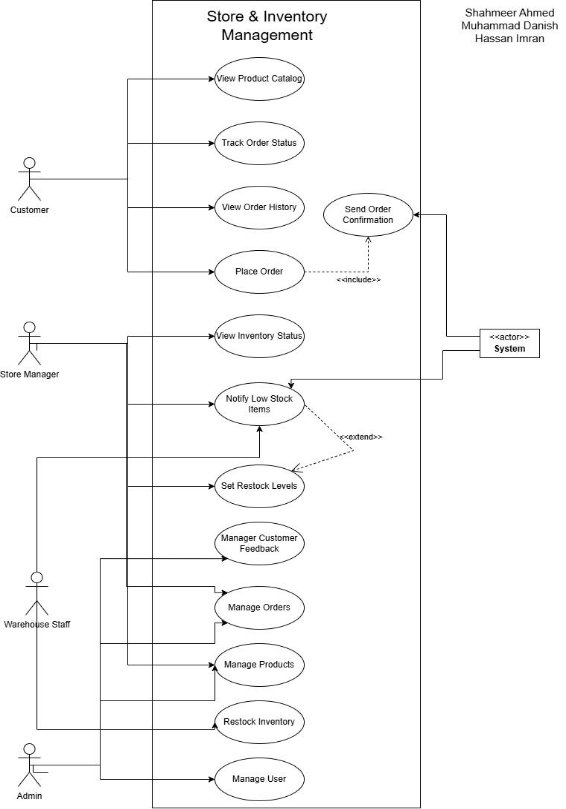 Store & Inventory
Management
Shahmeer Ahmed
Muhammad Danish
Hassan Imran
View Product Catalog
Track Order Status
Customer
View Order History
Send Order
Confirmation
Place Order
<<include>>
View Inventory Status
<<actor>>
System
Store Manager
Notify Low Stock
Items
<<extend>>
Set Restock Levels
Manager Customer
Feedback
Manage Orders
Warehouse Staff
Manage Products
Restock Inventory
Manage User
Admin